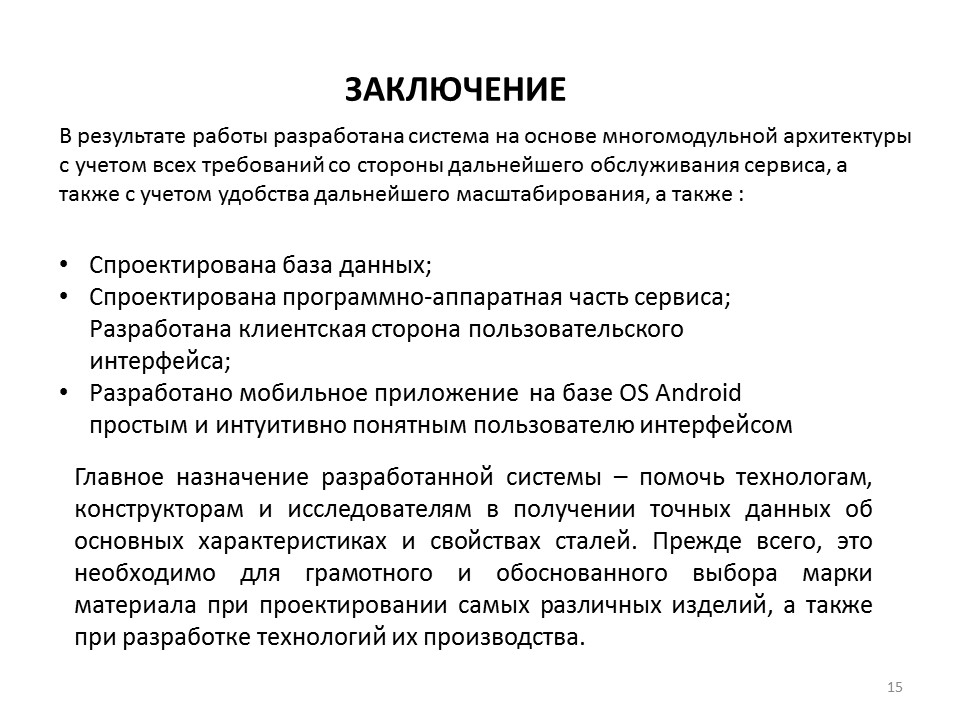 ЗАКЛЮЧЕНИЕ
В результате работы разработана система на основе многомодульной архитектуры
с учетом всех требований со стороны дальнейшего обслуживания сервиса, а
также с учетом удобства дальнейшего масштабирования, а также :
• Спроектирована база данных;
• Спроектирована программно-аппаратная часть сервиса;
Разработана клиентская сторона пользовательского
интерфейса;
• Разработано мобильное приложение на базе OS Android
простым и интуитивно понятным пользователю интерфейсом
Главное назначение разработанной системы – помочь технологам,
конструкторам и исследователям в получении точных данных об
основных характеристиках и свойствах сталей. Прежде всего, это
необходимо для грамотного и обоснованного выбора марки
материала при проектировании самых различных изделий, а также
при разработке технологий их производства.
15